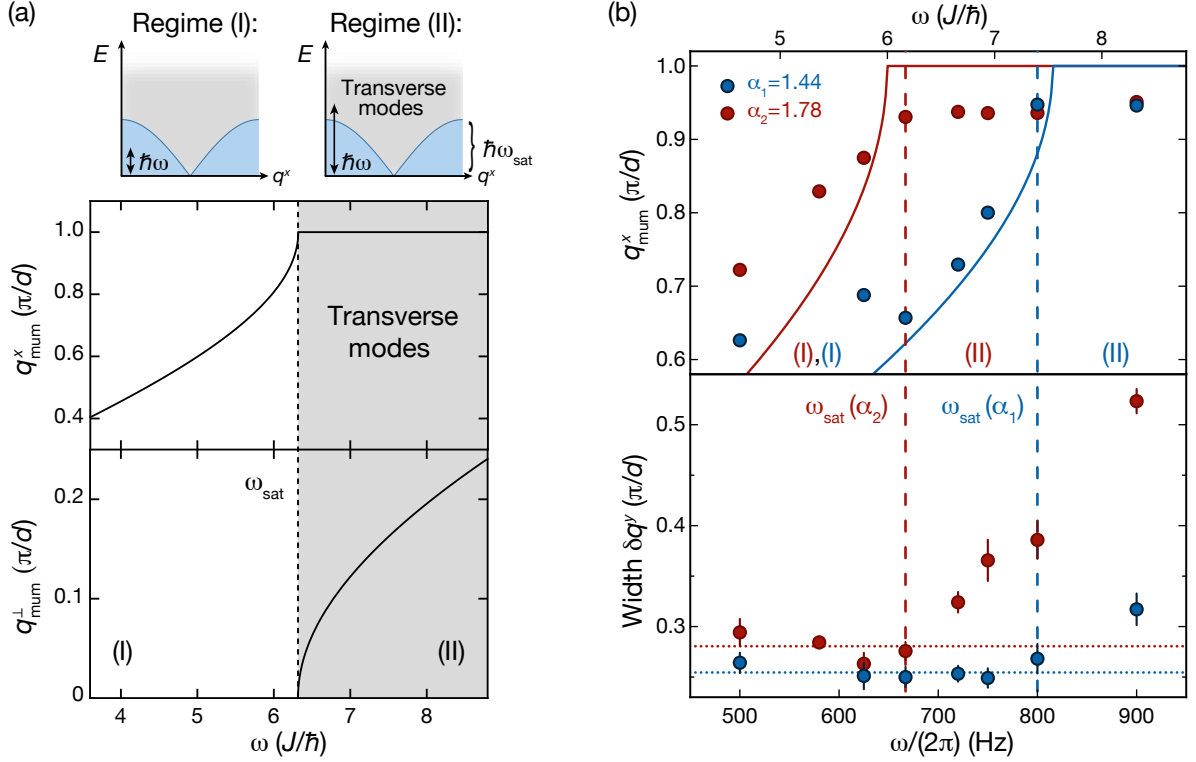 (a)
Regime (I):
Regime (II):
E
E
Transverse
modes
ħω
ħω
ħω_sat
q^x
q^x
1.0
0.8
0.6
0.4
q^x_mum (π/d)
Transverse
modes
ω_sat
0.2
0.1
0
q^⊥_mum (π/d)
(I)
(II)
4 5 6 7 8
ω (J/ħ)
(b)
ω (J/ħ)
5 6 7 8
α_1=1.44
α_2=1.78
1.0
0.9
0.8
0.7
0.6
q^x_mum (π/d)
(I),(I)
(II)
(II)
ω_sat (α_2)
ω_sat (α_1)
0.5
0.4
0.3
Width δq^y (π/d)
500 600 700 800 900
ω/(2π) (Hz)